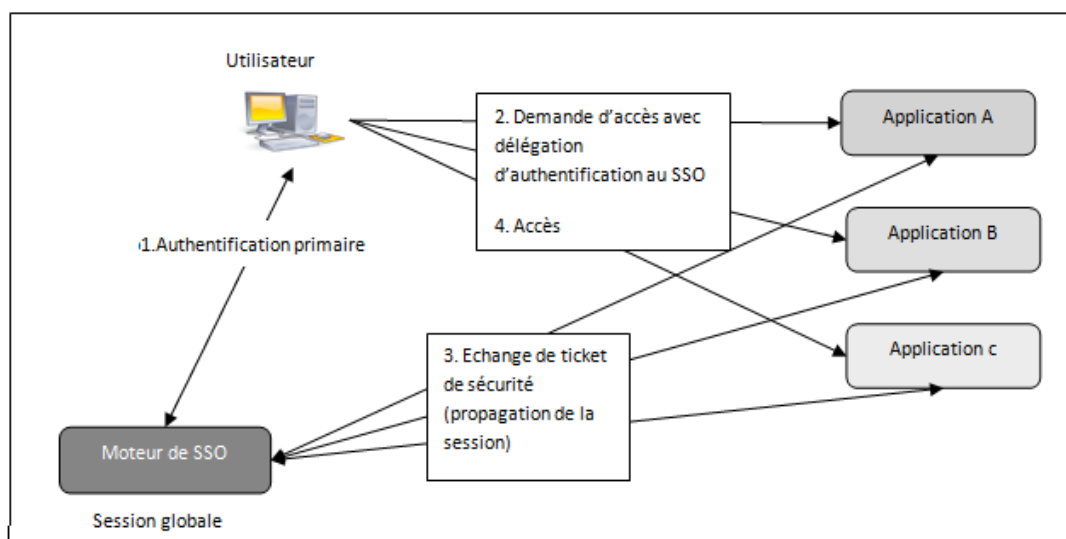 Utilisateur
2. Demande d'accès avec
délégation
d'authentification au SSO
4. Accès
Application A
Application B
Application c
1.Authentification primaire
3. Echange de ticket
de sécurité
(propagation de la
session)
Moteur de SSO
Session globale